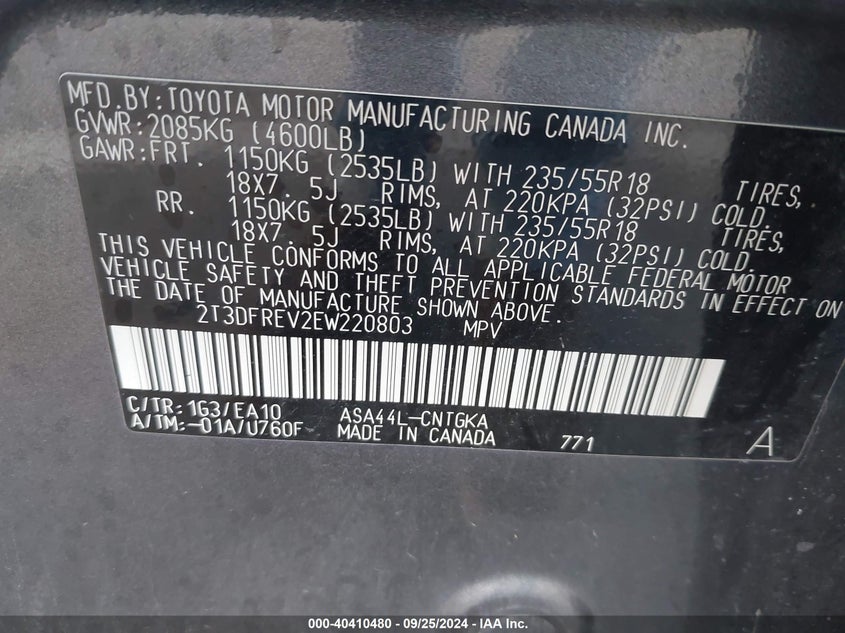 MFD.BY:TOYOTA MOTOR MANUFACTURING CANADA INC.
GVWR:2085KG (4600LB)
GAWR:FRT. 1150KG (2535LB) WITH 235/55R18 TIRES,
18X7. 5J RIMS, AT 220KPA (32PSI) COLD.
RR. 1150KG (2535LB) WITH 235/55R18 TIRES,
18X7. 5J RIMS, AT 220KPA (32PSI) COLD.
THIS VEHICLE CONFORMS TO ALL APPLICABLE FEDERAL MOTOR
VEHICLE SAFETY AND THEFT PREVENTION STANDARDS IN EFFECT ON
THE DATE OF MANUFACTURE SHOWN ABOVE.
2T3DFREV2EW220803 MPV
C/TR:1G3/EA10 ASA44L-CNTGKA
A/TM:-01A/U760F MADE IN CANADA 771 A
000-40410480 - 09/25/2024 - IAA Inc.